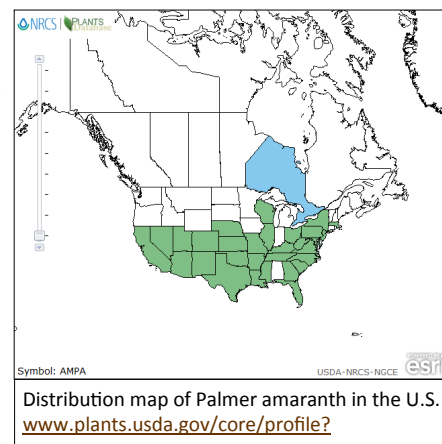 NRCS PLANTS
Database
Symbol: AMPA
USDA-NRCS-NGCE
esri
Distribution map of Palmer amaranth in the U.S.
www.plants.usda.gov/core/profile?